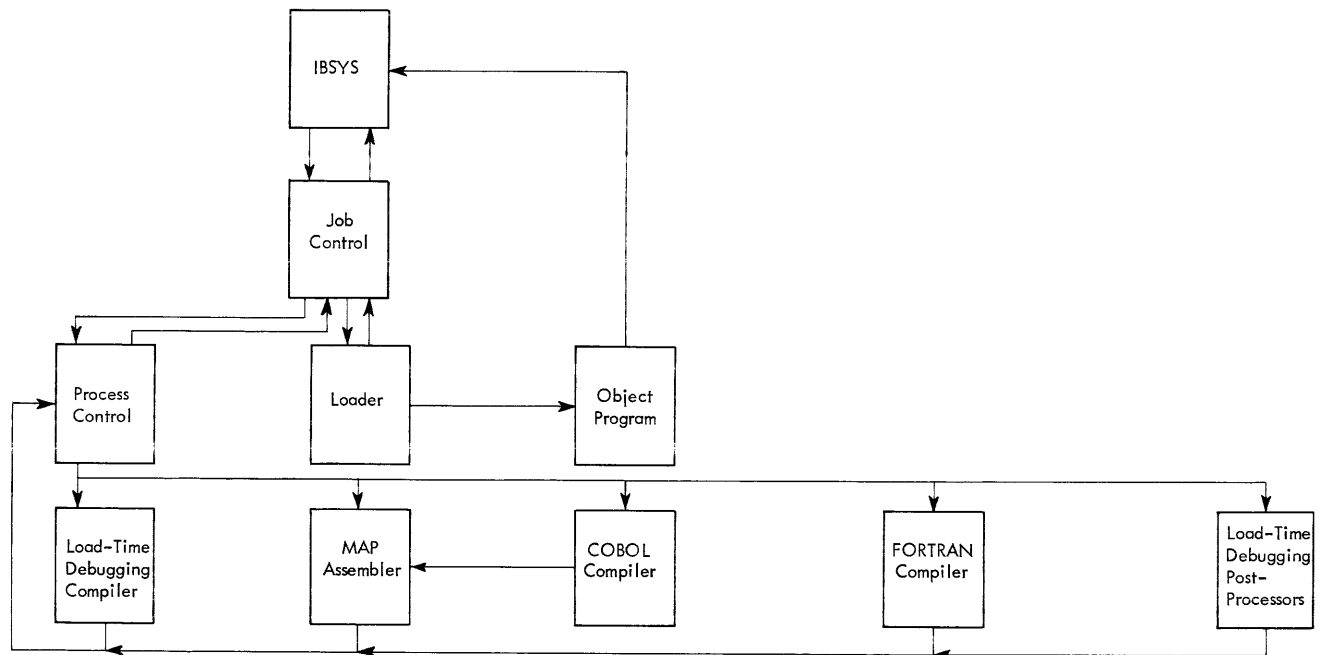 IBSYS
Job
Control
Process
Control
Loader
Object
Program
Load-Time
Debugging
Compiler
MAP
Assembler
COBOL
Compiler
FORTRAN
Compiler
Load-Time
Debugging
Post-
Processors